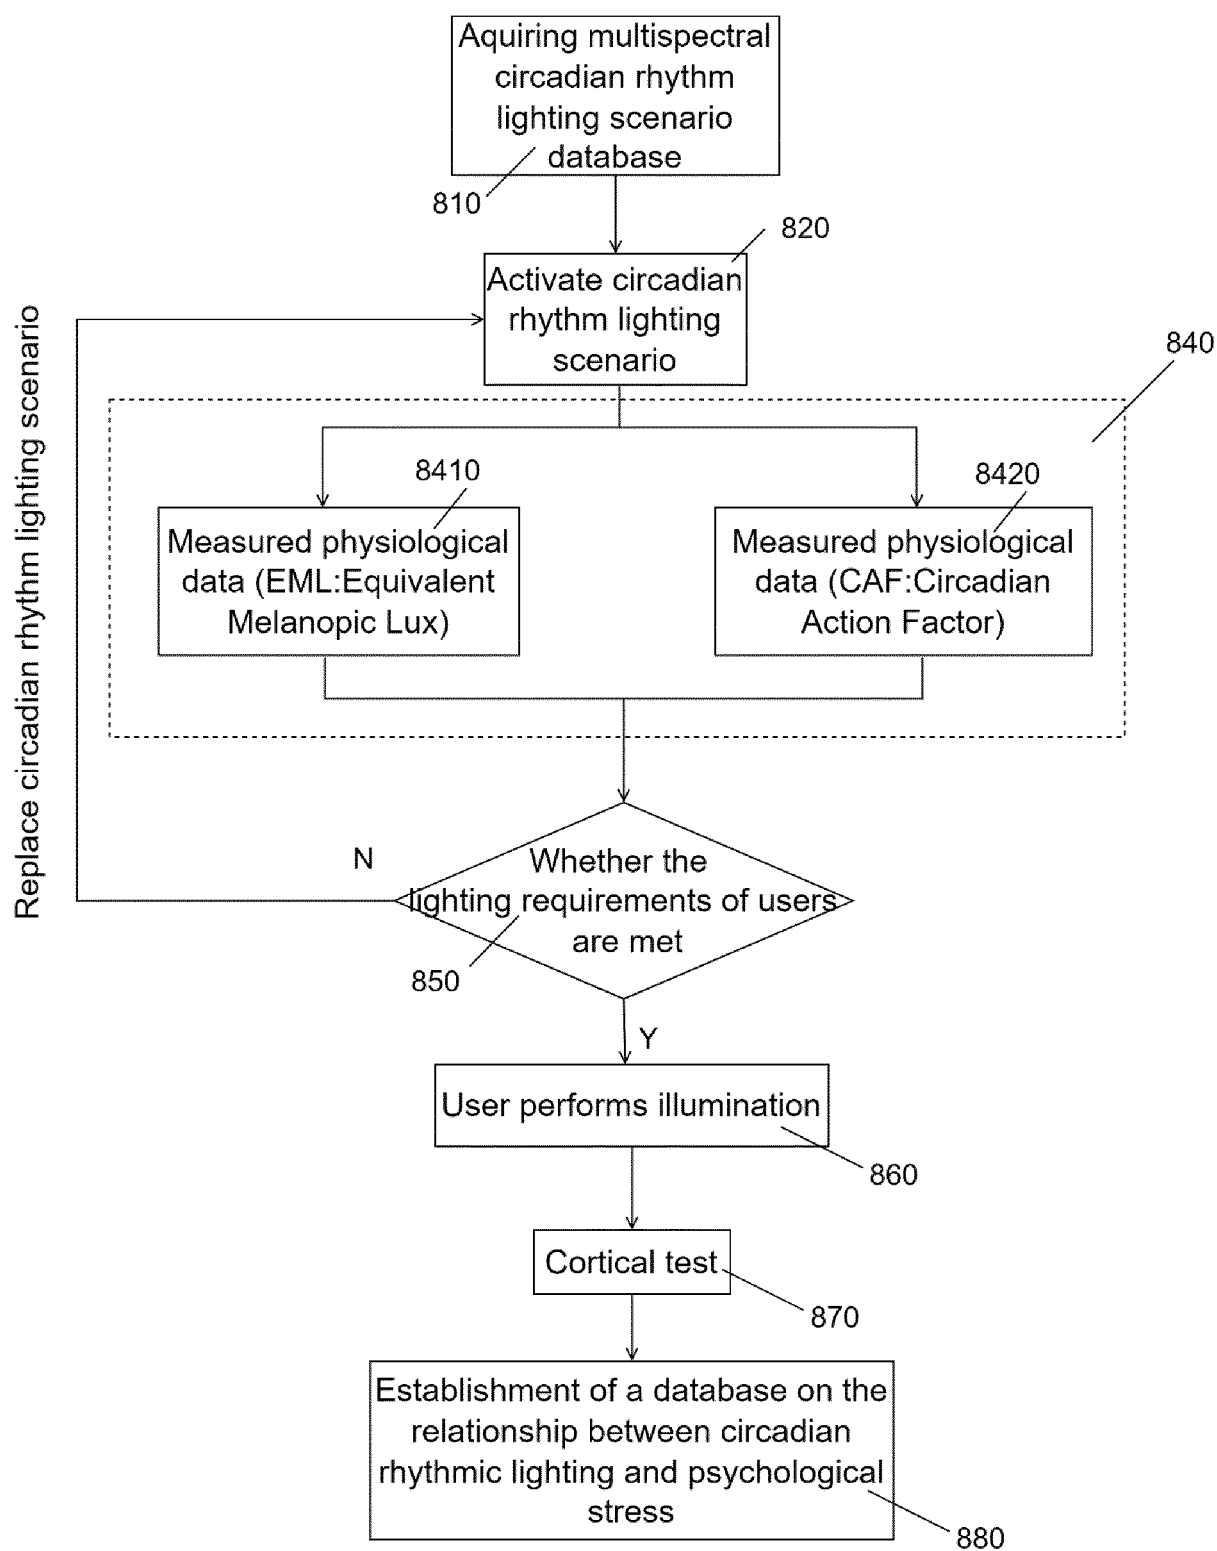 Aquiring multispectral
circadian rhythm
lighting scenario
database
810
820
Activate circadian
rhythm lighting
scenario
Replace circadian rhythm lighting scenario
840
8410
8420
Measured physiological
data (EML:Equivalent
Melanopic Lux)
Measured physiological
data (CAF:Circadian
Action Factor)
N
Whether the
lighting requirements of users
are met
850
Y
User performs illumination
860
Cortical test
870
Establishment of a database on the
relationship between circadian
rhythmic lighting and psychological
stress
880